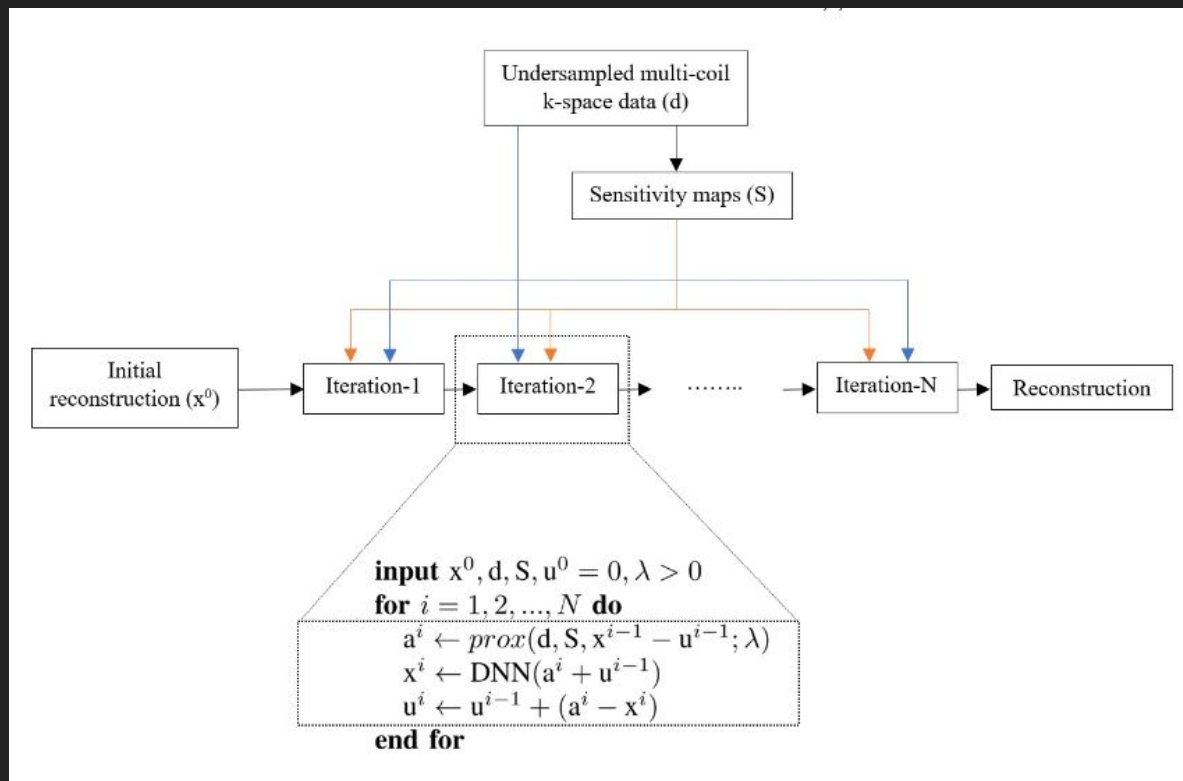 Undersampled multi-coil
k-space data (d)
Sensitivity maps (S)
Initial
reconstruction (x⁰)
Iteration-1
Iteration-2
........
Iteration-N
Reconstruction
input x⁰, d, S, u⁰ = 0, λ > 0
for i = 1, 2, ..., N do
aⁱ ← prox(d, S, xⁱ⁻¹ − uⁱ⁻¹; λ)
xⁱ ← DNN(aⁱ + uⁱ⁻¹)
uⁱ ← uⁱ⁻¹ + (aⁱ − xⁱ)
end for